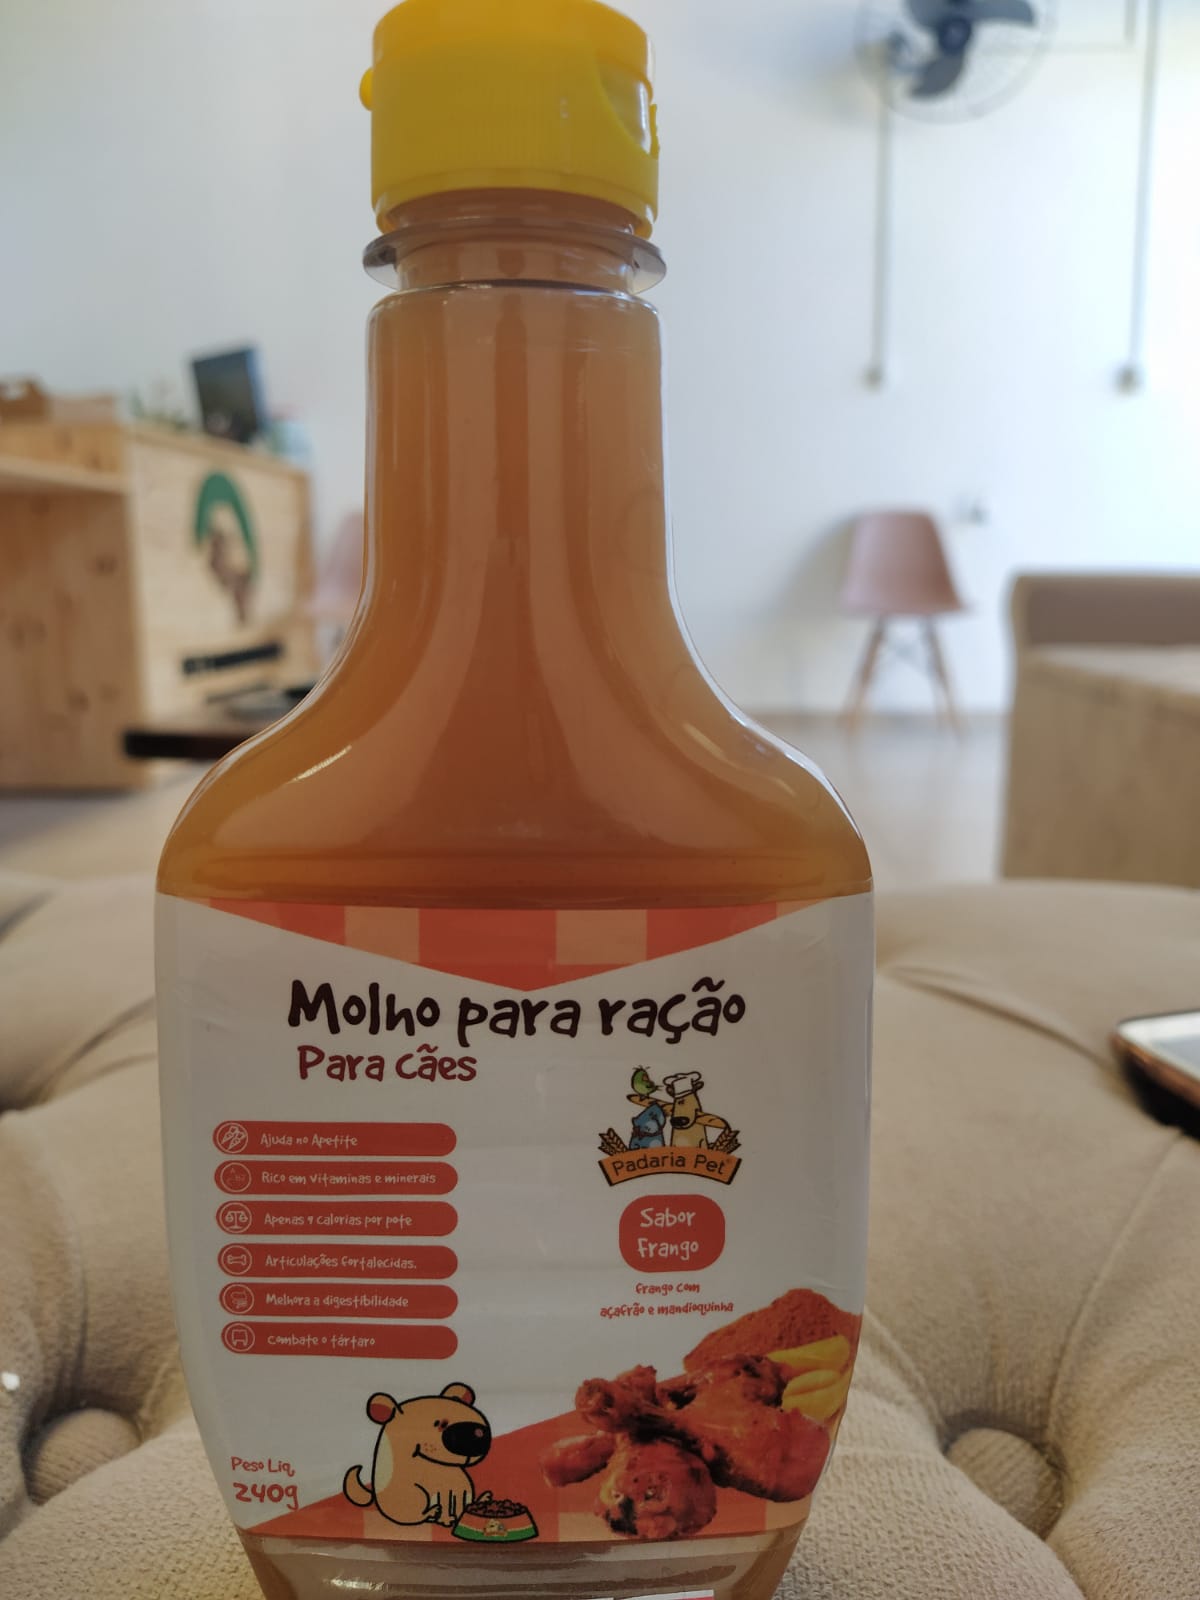 Molho para ração
Para cães
Ajuda no Apetite
Rico em vitaminas e minerais
Apenas 9 calorias por pote
Articulações fortalecidas.
Melhora a digestibilidade
Combate o tártaro
Padaria Pet
Sabor
Frango
frango com
açafrão e mandioquinha
Peso Liq.
240g